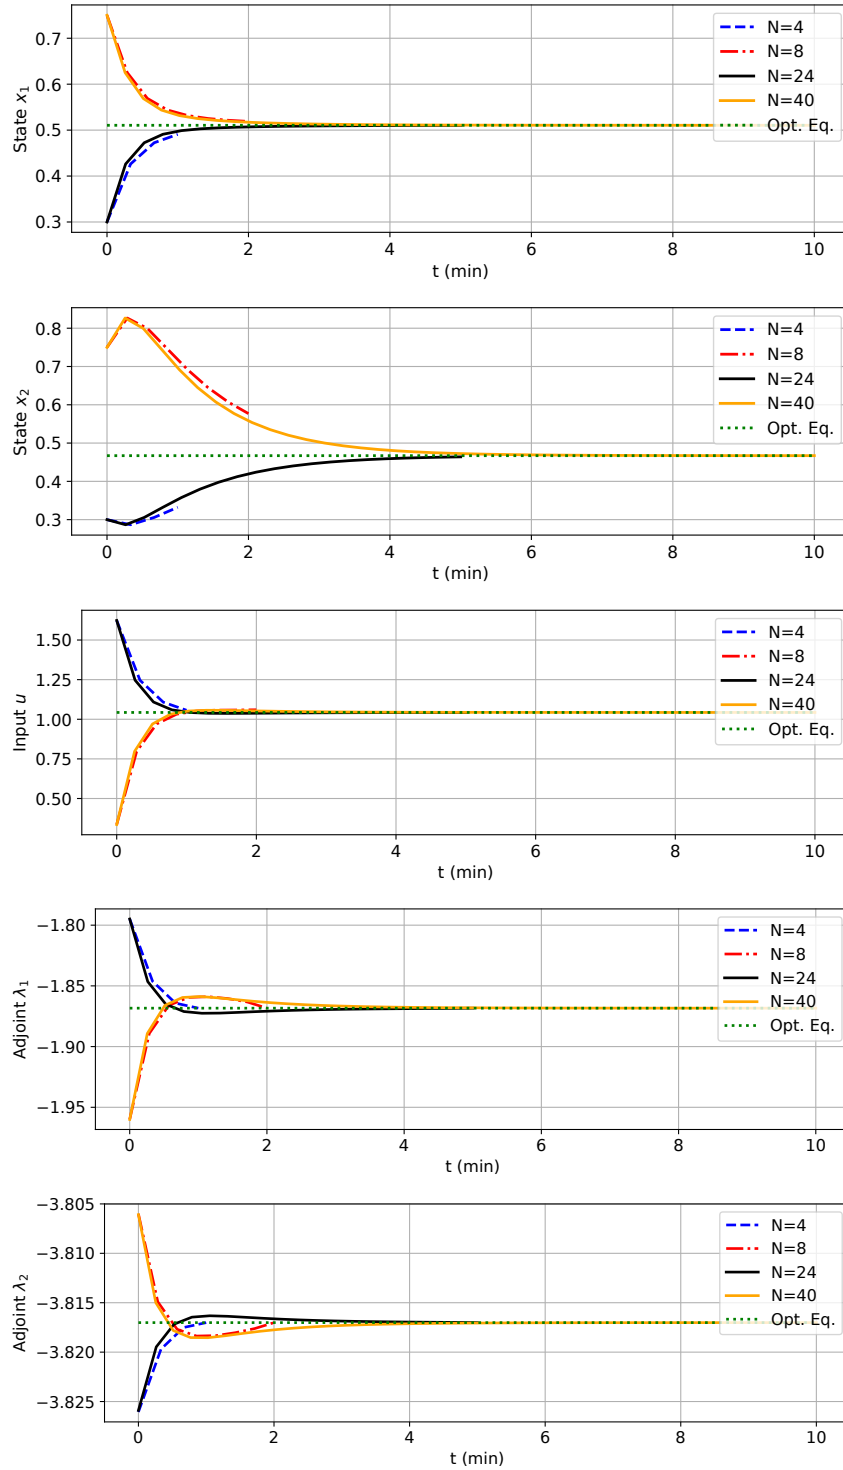 State x₁
0.7
0.6
0.5
0.4
0.3
N=4
N=8
N=24
N=40
Opt. Eq.
0 2 4 6 8 10
t (min)
State x₂
0.8
0.7
0.6
0.5
0.4
0.3
N=4
N=8
N=24
N=40
Opt. Eq.
0 2 4 6 8 10
t (min)
Input u
1.50
1.25
1.00
0.75
0.50
N=4
N=8
N=24
N=40
Opt. Eq.
0 2 4 6 8 10
t (min)
Adjoint λ₁
−1.80
−1.85
−1.90
−1.95
N=4
N=8
N=24
N=40
Opt. Eq.
0 2 4 6 8 10
t (min)
Adjoint λ₂
−3.805
−3.810
−3.815
−3.820
−3.825
N=4
N=8
N=24
N=40
Opt. Eq.
0 2 4 6 8 10
t (min)